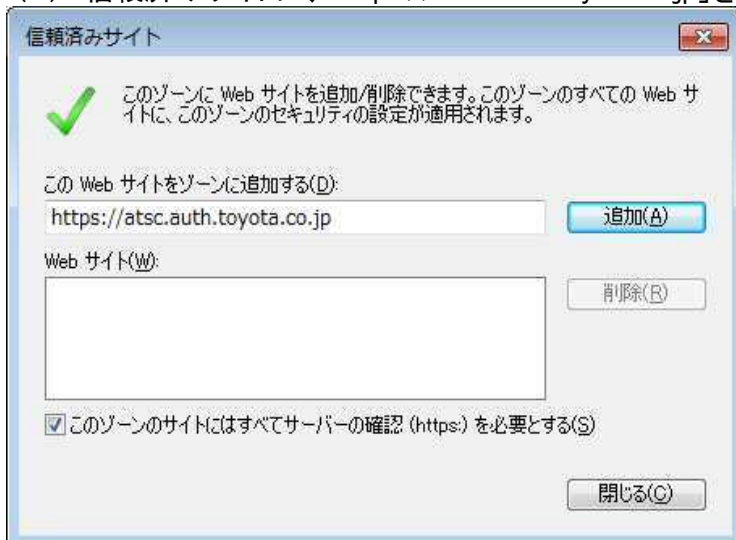 信頼済みサイト
このゾーンに Web サイトを追加/削除できます。このゾーンのすべての Web サ
イトに、このゾーンのセキュリティの設定が適用されます。
この Web サイトをゾーンに追加する(D):
https://atsc.auth.toyota.co.jp
追加(A)
Web サイト(W):
削除(R)
このゾーンのサイトにはすべてサーバーの確認 (https:) を必要とする(S)
閉じる(C)